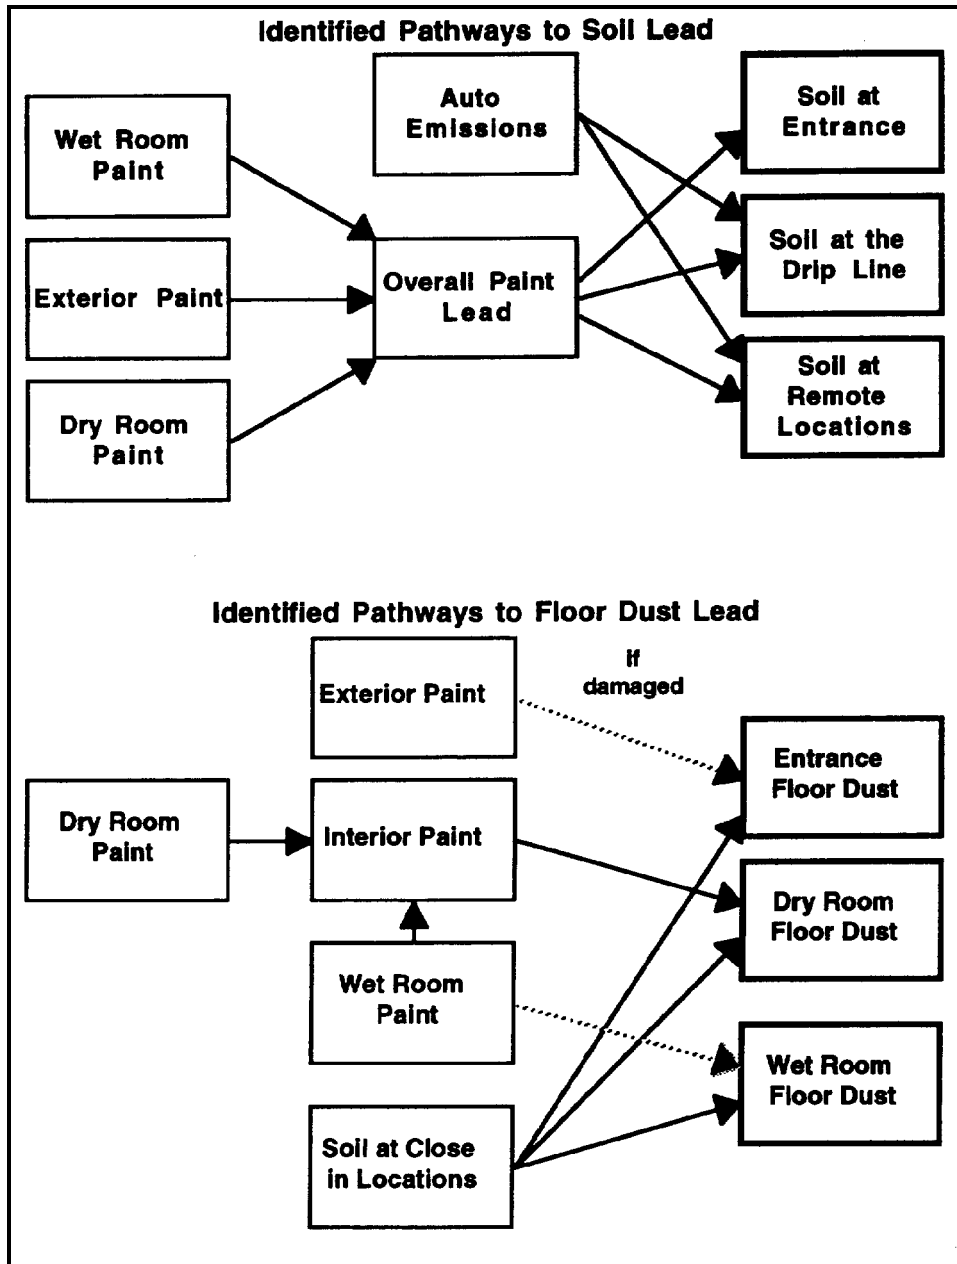 Identified Pathways to Soil Lead
Auto
Emissions
Soil at
Entrance
Wet Room
Paint
Soil at the
Drip Line
Exterior Paint
Overall Paint
Lead
Soil at
Remote
Locations
Dry Room
Paint
Identified Pathways to Floor Dust Lead
Exterior Paint
if
damaged
Entrance
Floor Dust
Dry Room
Paint
Interior Paint
Dry Room
Floor Dust
Wet Room
Paint
Wet Room
Floor Dust
Soil at Close
in Locations